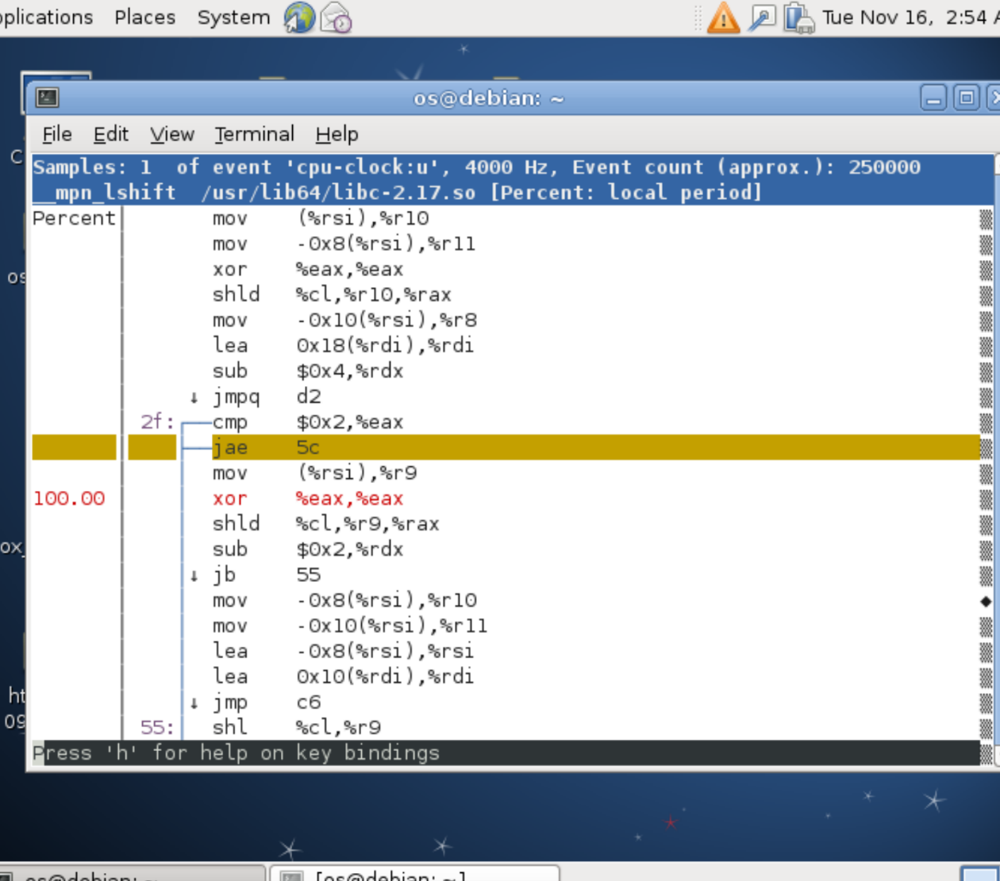 plications Places System Tue Nov 16, 2:54 A
os@debian: ~
File Edit View Terminal Help
Samples: 1 of event 'cpu-clock:u', 4000 Hz, Event count (approx.): 250000
__mpn_lshift /usr/lib64/libc-2.17.so [Percent: local period]
Percent mov (%rsi),%r10
mov -0x8(%rsi),%r11
xor %eax,%eax
shld %cl,%r10,%rax
mov -0x10(%rsi),%r8
lea 0x18(%rdi),%rdi
sub $0x4,%rdx
↓ jmpq d2
2f: cmp $0x2,%eax
jae 5c
mov (%rsi),%r9
100.00 xor %eax,%eax
shld %cl,%r9,%rax
sub $0x2,%rdx
↓ jb 55
mov -0x8(%rsi),%r10
mov -0x10(%rsi),%r11
lea -0x8(%rsi),%rsi
lea 0x10(%rdi),%rdi
↓ jmp c6
55: shl %cl,%r9
Press 'h' for help on key bindings
C
os
ox_
ht
09
os@debian: ~ [os@debian: ~]